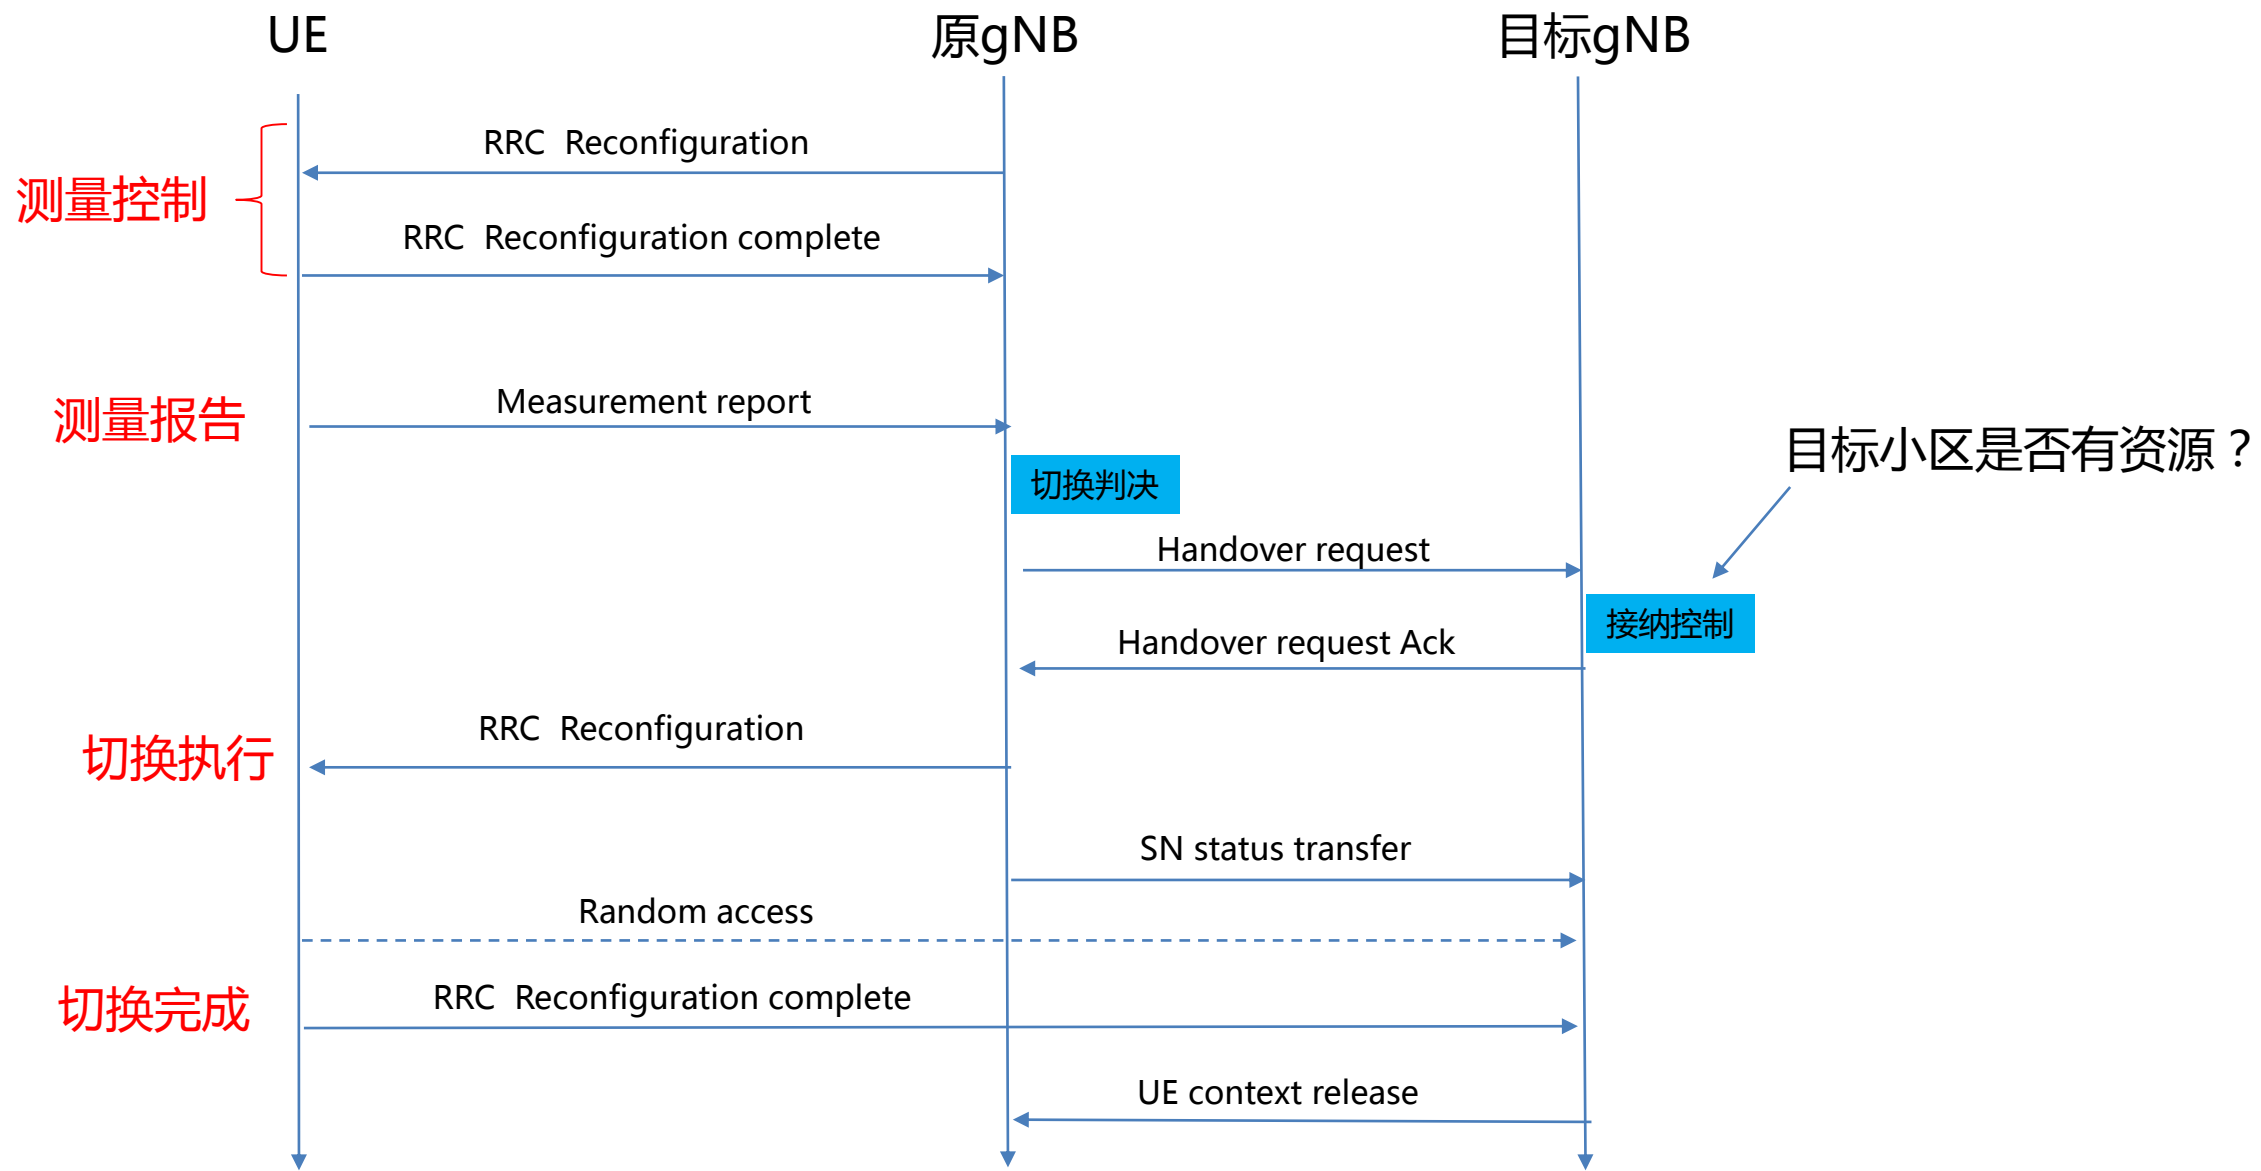 UE
原gNB
目标gNB
RRC  Reconfiguration
测量控制
RRC  Reconfiguration complete
测量报告
Measurement report
目标小区是否有资源？
切换判决
Handover request
接纳控制
Handover request Ack
RRC  Reconfiguration
切换执行
SN status transfer
Random access
RRC  Reconfiguration complete
切换完成
UE context release